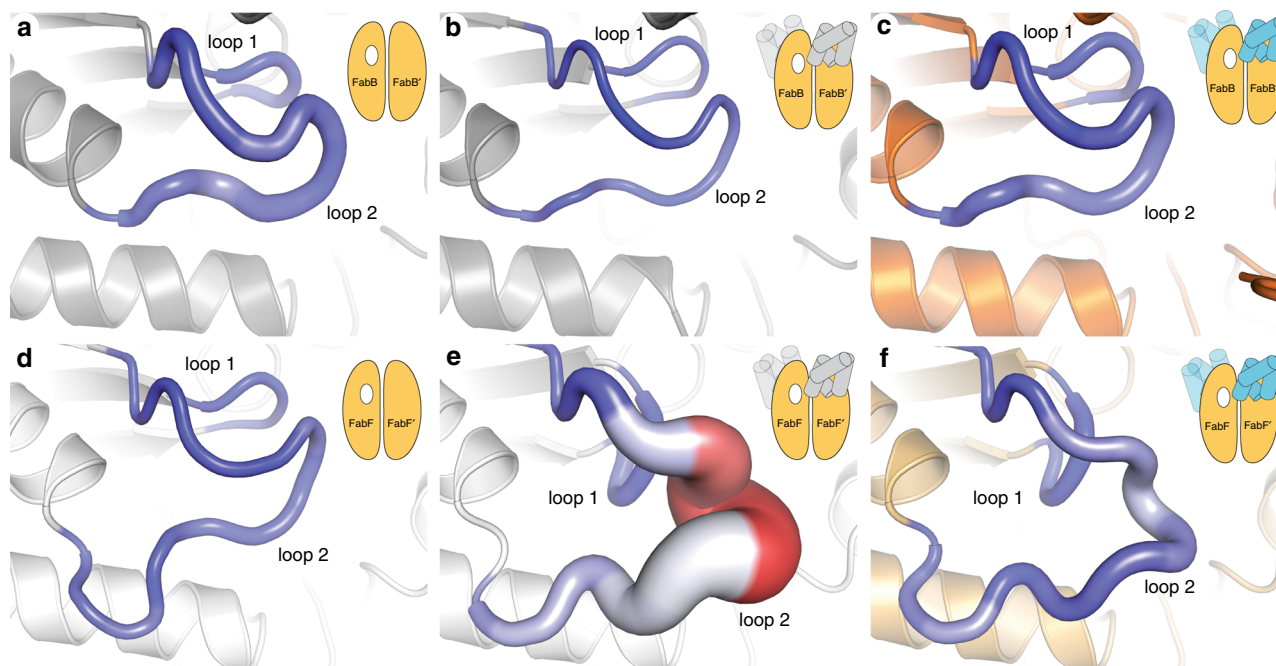 a
loop 1
FabB
FabB′
loop 2
b
loop 1
FabB
FabB′
loop 2
c
loop 1
FabB
FabB′
loop 2
d
loop 1
FabF
FabF′
loop 2
e
FabF
FabF′
loop 1
loop 2
f
FabF
FabF′
loop 1
loop 2